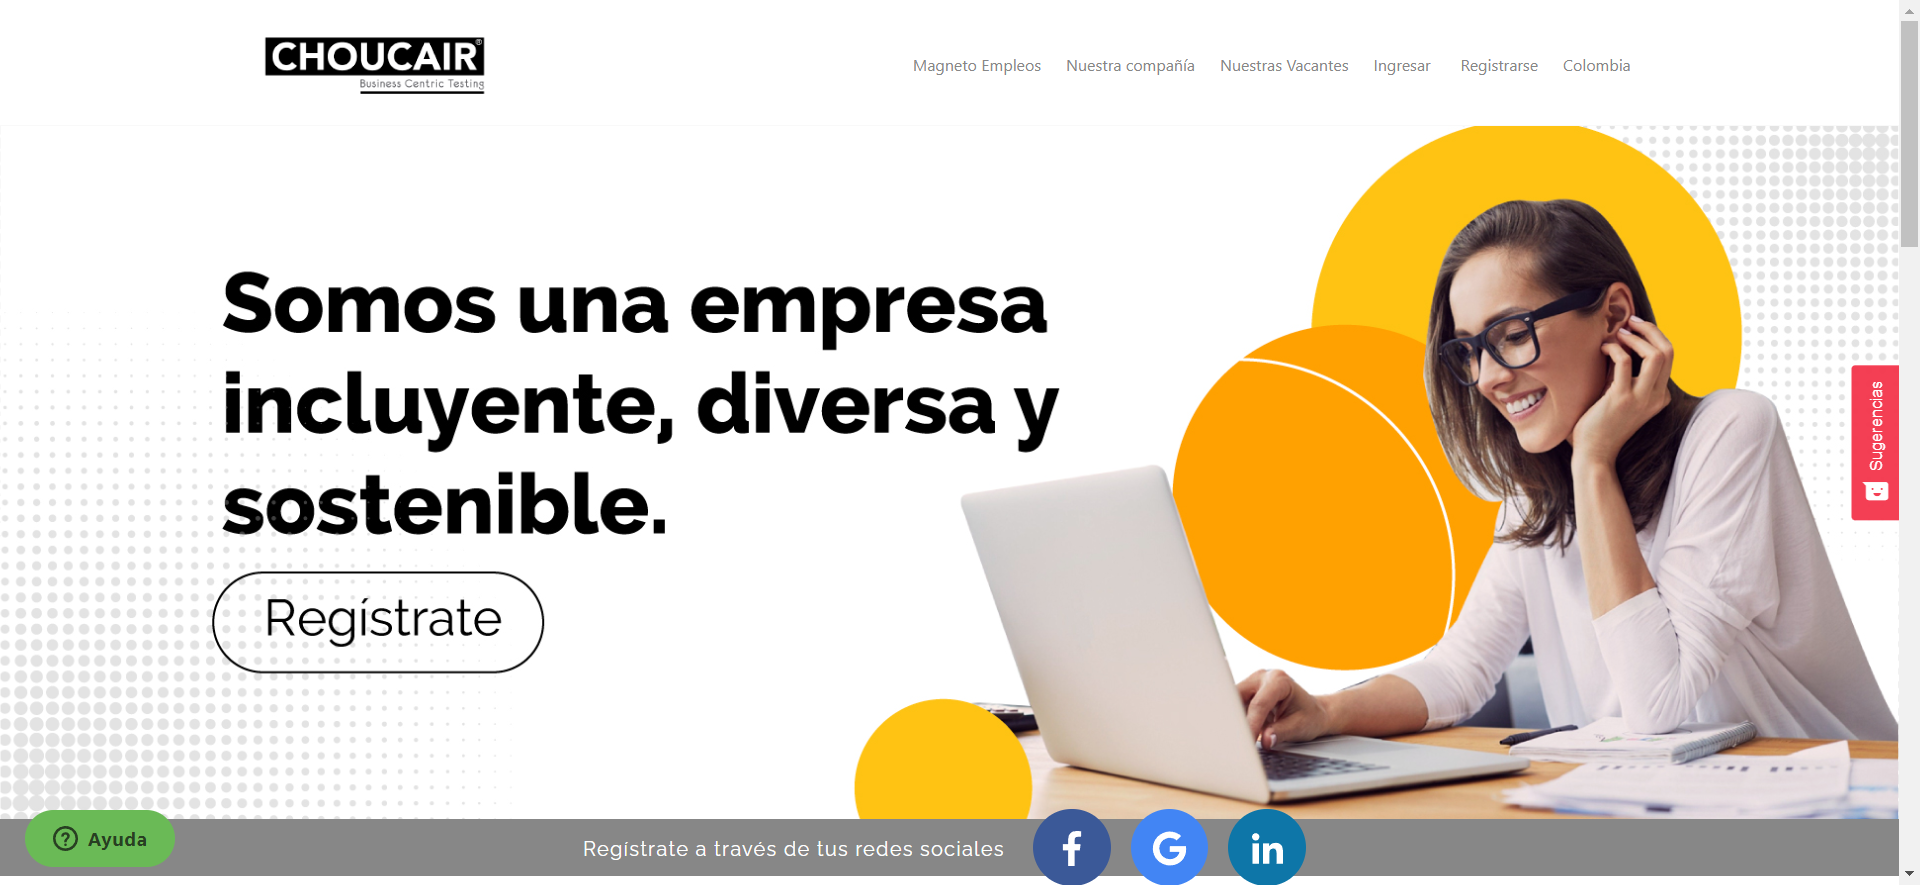 CHOUCAIR®
Business Centric Testing
Magneto Empleos
Nuestra compañía
Nuestras Vacantes
Ingresar
Registrarse
Colombia
Somos una empresa
incluyente, diversa y
sostenible.
Regístrate
Sugerencias
Ayuda
Regístrate a través de tus redes sociales